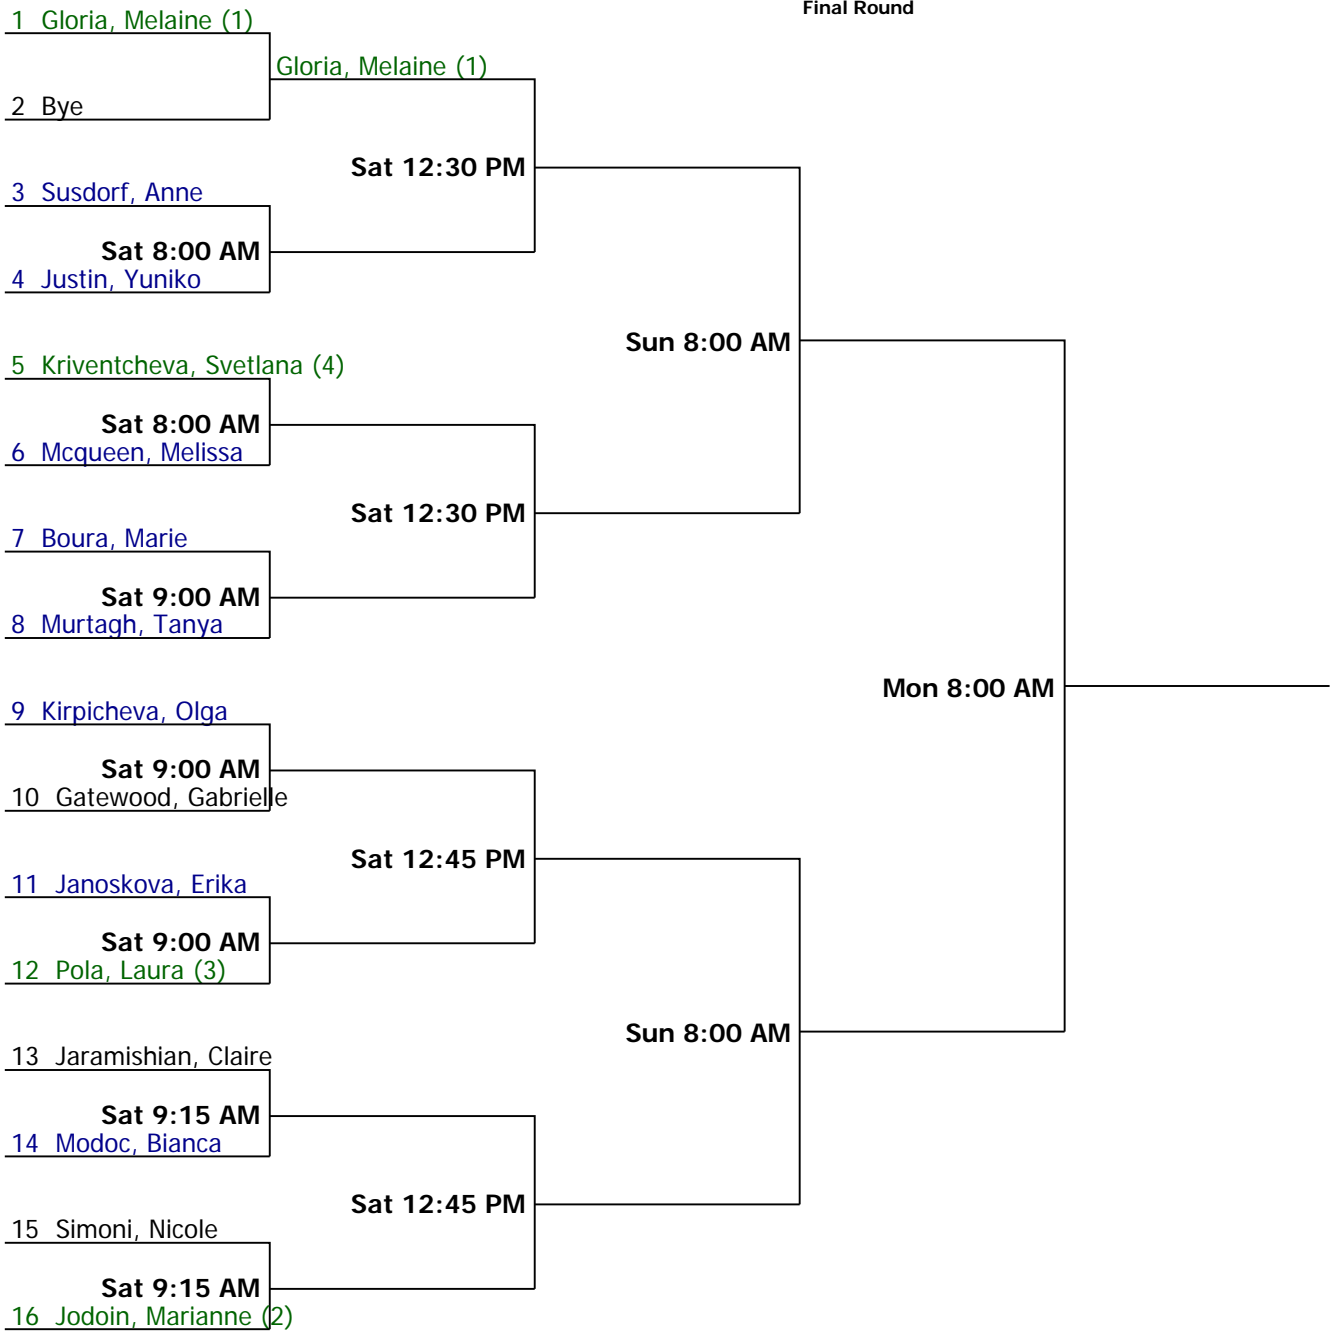 Final Round
1 Gloria, Melaine (1)
Gloria, Melaine (1)
2 Bye
Sat 12:30 PM
3 Susdorf, Anne
Sat 8:00 AM
4 Justin, Yuniko
Sun 8:00 AM
5 Kriventcheva, Svetlana (4)
Sat 8:00 AM
6 Mcqueen, Melissa
Sat 12:30 PM
7 Boura, Marie
Sat 9:00 AM
8 Murtagh, Tanya
Mon 8:00 AM
9 Kirpicheva, Olga
Sat 9:00 AM
10 Gatewood, Gabrielle
Sat 12:45 PM
11 Janoskova, Erika
Sat 9:00 AM
12 Pola, Laura (3)
Sun 8:00 AM
13 Jaramishian, Claire
Sat 9:15 AM
14 Modoc, Bianca
Sat 12:45 PM
15 Simoni, Nicole
Sat 9:15 AM
16 Jodoin, Marianne (2)